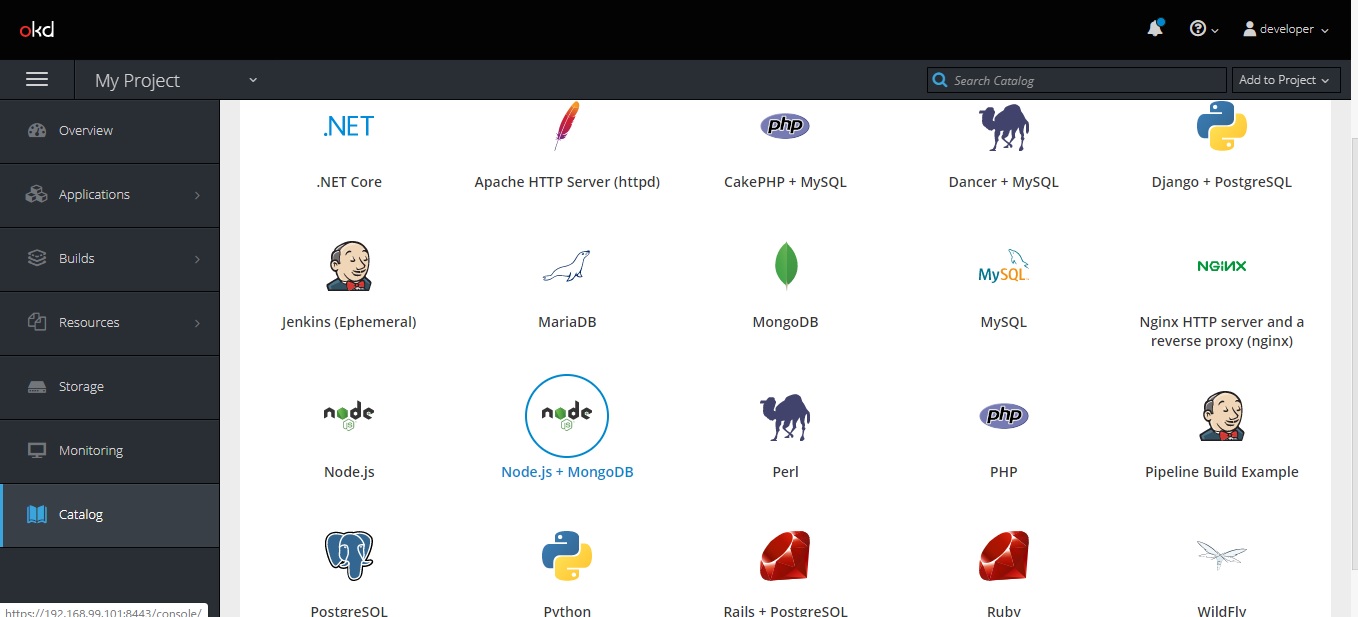 okd
developer
My Project
Search Catalog
Add to Project
Overview
Applications
Builds
Resources
Storage
Monitoring
Catalog
.NET
php
.NET Core
Apache HTTP Server (httpd)
CakePHP + MySQL
Dancer + MySQL
Django + PostgreSQL
MySQL
NGINX
Jenkins (Ephemeral)
MariaDB
MongoDB
MySQL
Nginx HTTP server and a
reverse proxy (nginx)
node
JS
node
JS
php
Node.js
Node.js + MongoDB
Perl
PHP
Pipeline Build Example
PostgreSQL
Python
Rails + PostgreSQL
Ruby
WildFly
https://192.168.99.101:8443/console/